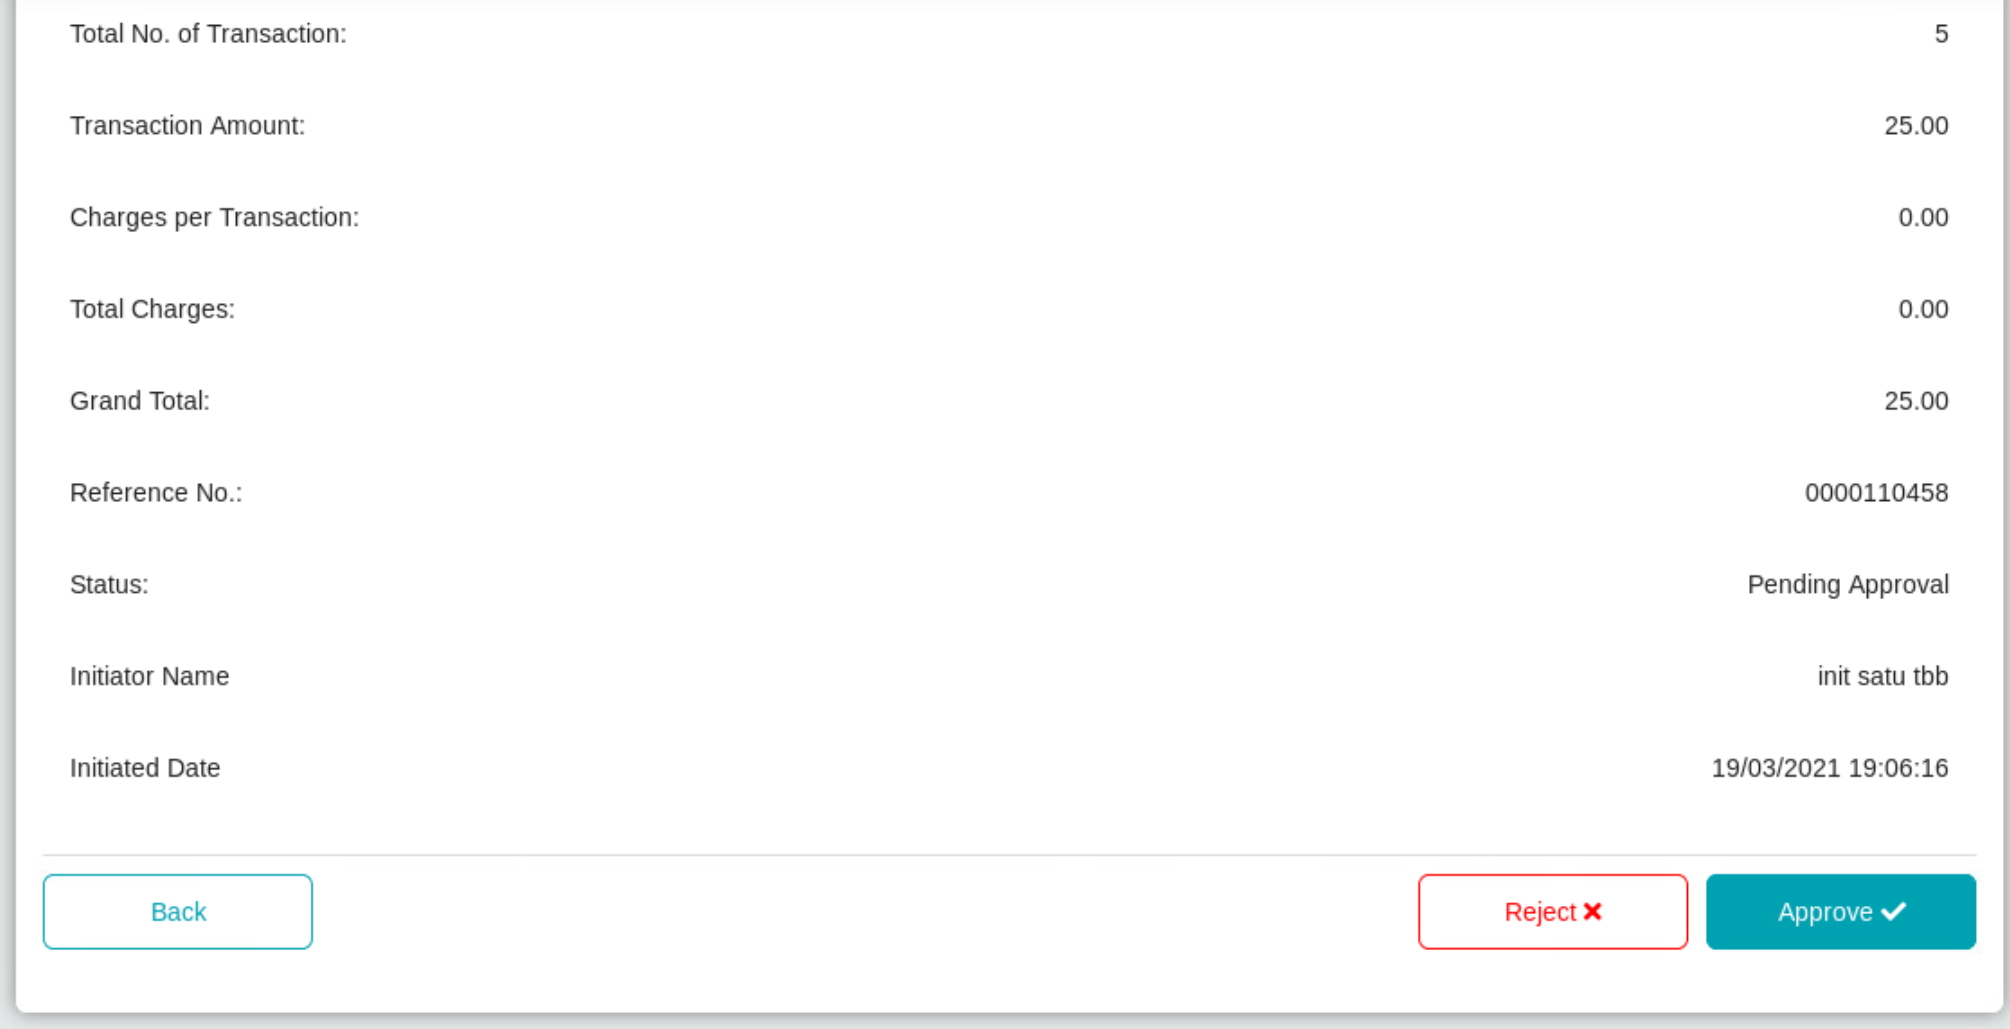 Total No. of Transaction: 5
Transaction Amount: 25.00
Charges per Transaction: 0.00
Total Charges: 0.00
Grand Total: 25.00
Reference No.: 0000110458
Status: Pending Approval
Initiator Name init satu tbb
Initiated Date 19/03/2021 19:06:16
Back Reject Approve